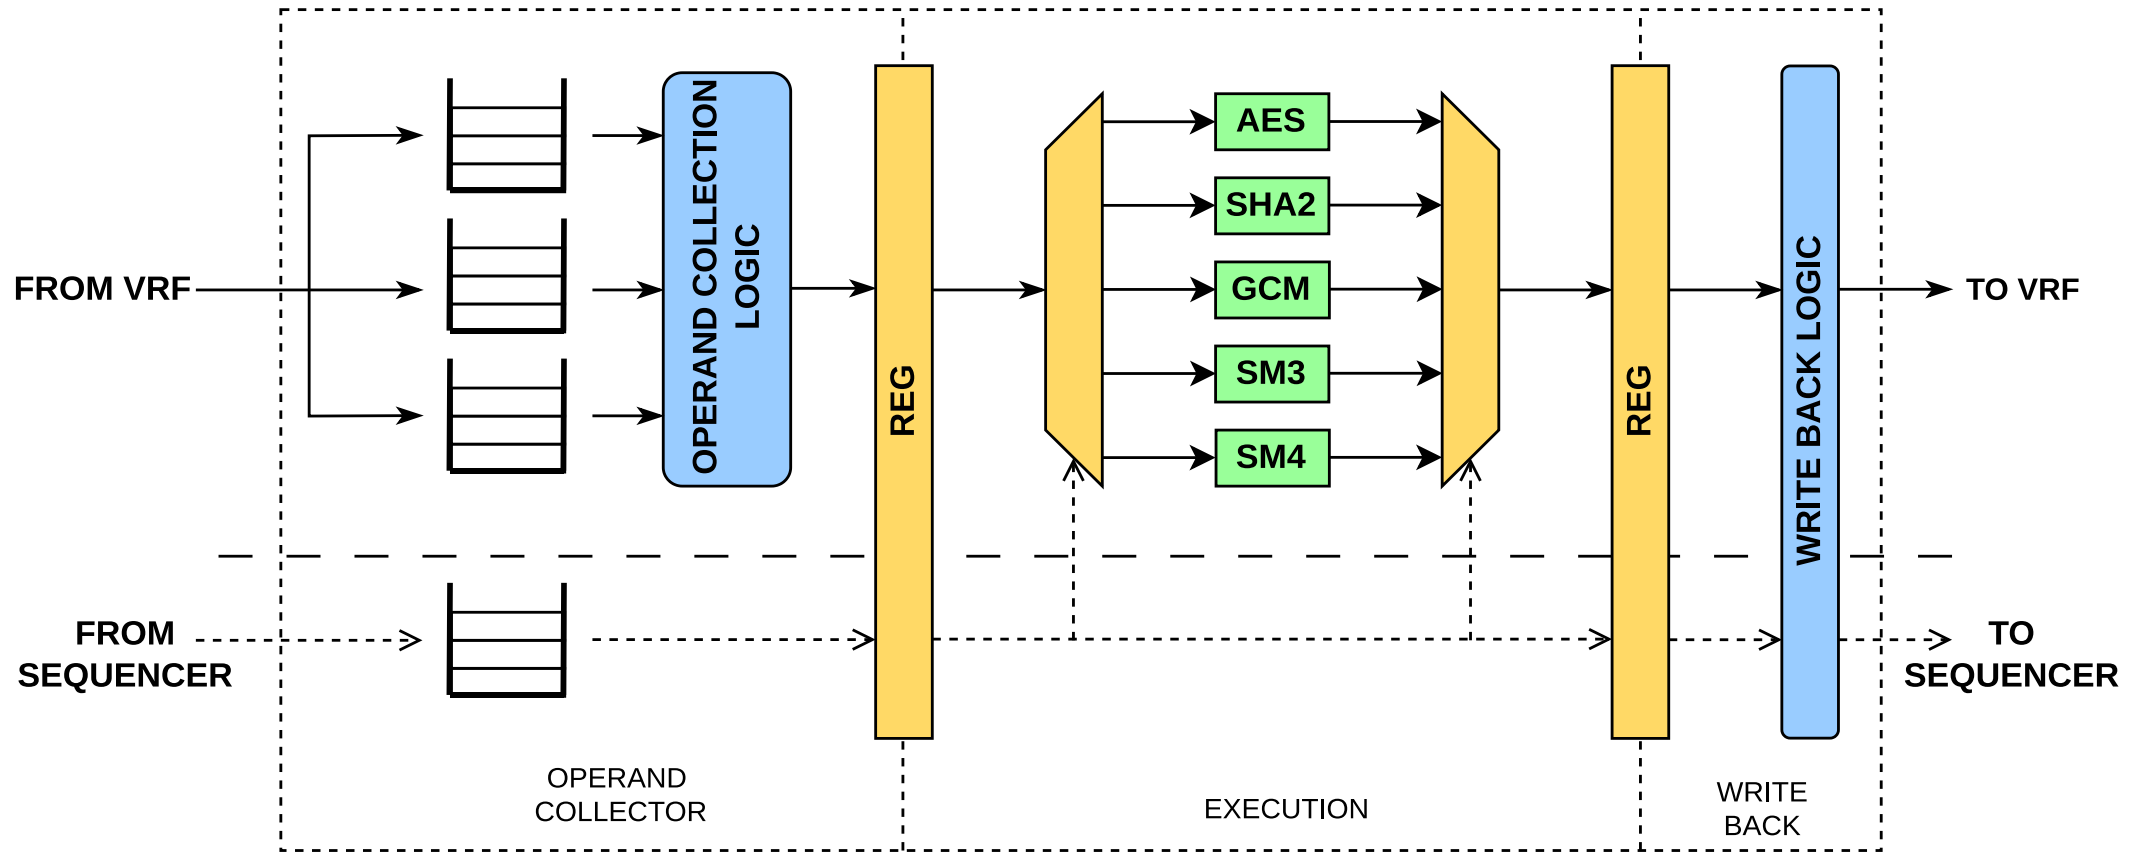 FROM VRF
OPERAND COLLECTION
LOGIC
REG
AES
SHA2
GCM
SM3
SM4
REG
WRITE BACK LOGIC
TO VRF
FROM
SEQUENCER
TO
SEQUENCER
OPERAND
COLLECTOR
EXECUTION
WRITE
BACK